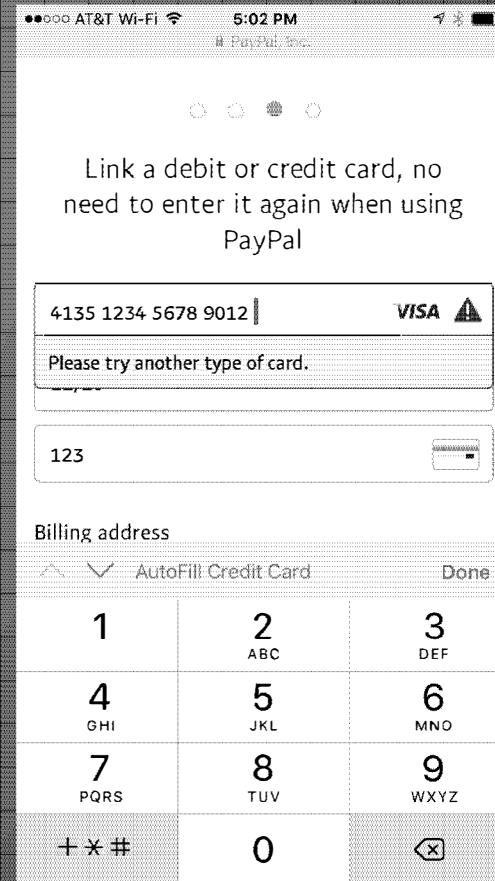 AT&T Wi-Fi 5:02 PM
PayPal, Inc.
Link a debit or credit card, no
need to enter it again when using
PayPal
4135 1234 5678 9012 VISA
Please try another type of card.
123
Billing address
AutoFill Credit Card Done
1 2 3
ABC DEF
4 5 6
GHI JKL MNO
7 8 9
PQRS TUV WXYZ
+*# 0